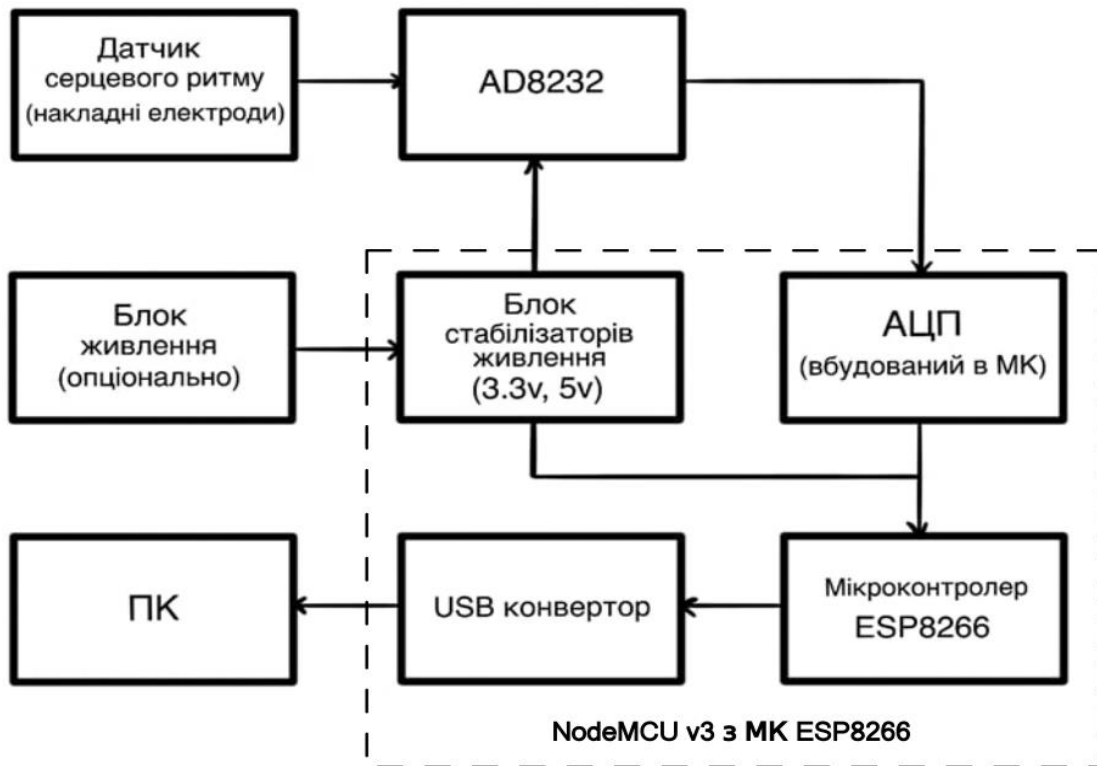 Датчик
серцевого ритму
(накладні електроди)
AD8232
Блок
живлення
(опціонально)
Блок
стабілізаторів
живлення
(3.3v, 5v)
АЦП
(вбудований в МК)
ПК
USB конвертор
Мікроконтролер
ESP8266
NodeMCU v3 з МК ESP8266